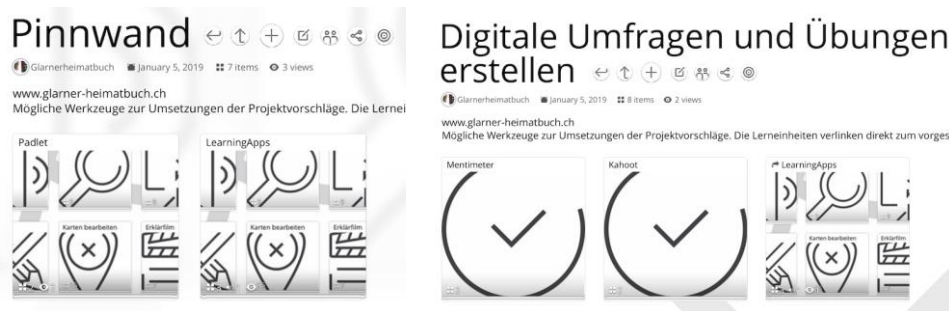 Pinnwand
Glarnerheimatbuch January 5, 2019 7 items 3 views
www.glarner-heimatbuch.ch
Mögliche Werkzeuge zur Umsetzungen der Projektvorschläge. Die Lernei
Padlet
LearningApps
Karten bearbeiten
Erklärfilm
Karten bearbeiten
Erklärfilm
Digitale Umfragen und Übungen
erstellen
Glarnerheimatbuch January 5, 2019 8 items 2 views
www.glarner-heimatbuch.ch
Mögliche Werkzeuge zur Umsetzungen der Projektvorschläge. Die Lerneinheiten verlinken direkt zum vorges
Mentimeter
Kahoot
LearningApps
Karten bearbeiten
Erklärfilm